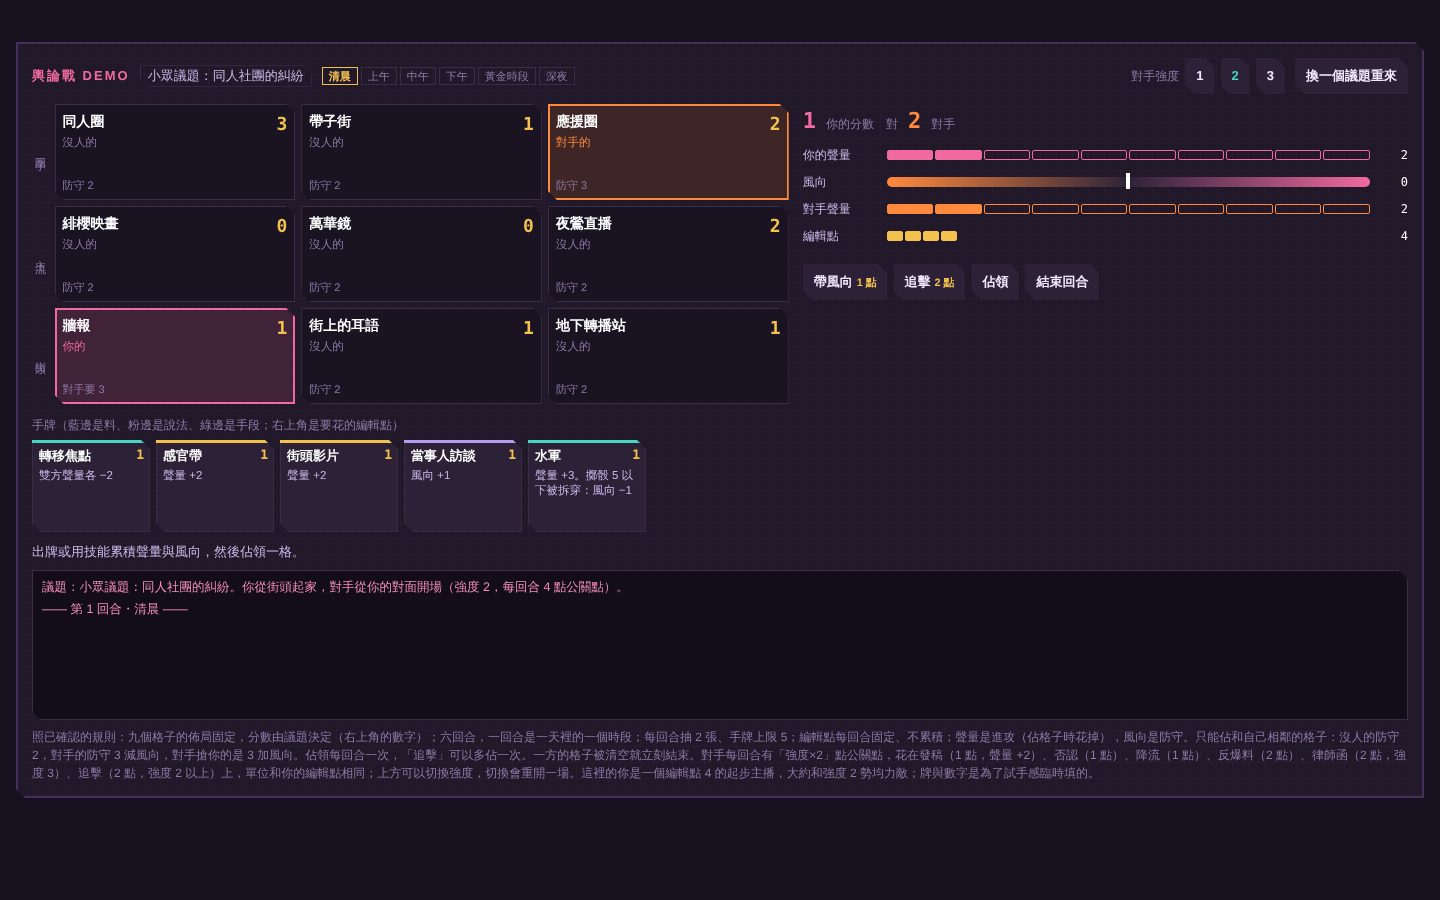 輿論戰 DEMO
小眾議題：同人社團的糾紛
清晨 上午 中午 下午 黃金時段 深夜
對手強度 1 2 3 換一個議題重來
圈子
同人圈 3
沒人的
防守 2
帶子街 1
沒人的
防守 2
應援圈 2
對手的
防守 3
主流
緋櫻映畫 0
沒人的
防守 2
萬華鏡 0
沒人的
防守 2
夜鶯直播 2
沒人的
防守 2
街頭
牆報 1
你的
對手要 3
街上的耳語 1
沒人的
防守 2
地下轉播站 1
沒人的
防守 2
1 你的分數 對 2 對手
你的聲量 2
風向 0
對手聲量 2
編輯點 4
帶風向 1 點 追擊 2 點 佔領 結束回合
手牌（藍邊是料、粉邊是說法、綠邊是手段；右上角是要花的編輯點）
轉移焦點 1
雙方聲量各 −2
感官帶 1
聲量 +2
街頭影片 1
聲量 +2
當事人訪談 1
風向 +1
水軍 1
聲量 +3。擲骰 5 以
下被拆穿：風向 −1
出牌或用技能累積聲量與風向，然後佔領一格。
議題：小眾議題：同人社團的糾紛。你從街頭起家，對手從你的對面開場（強度 2，每回合 4 點公關點）。
—— 第 1 回合・清晨 ——
照已確認的規則：九個格子的佈局固定，分數由議題決定（右上角的數字）；六回合，一回合是一天裡的一個時段；每回合抽 2 張、手牌上限 5；編輯點每回合固定、不累積；聲量是進攻（佔格子時花掉），風向是防守。只能佔和自己相鄰的格子：沒人的防守
2，對手的防守 3 減風向，對手搶你的是 3 加風向。佔領每回合一次，「追擊」可以多佔一次。一方的格子被清空就立刻結束。對手每回合有「強度×2」點公關點，花在發稿（1 點，聲量 +2）、否認（1 點）、降流（1 點）、反爆料（2 點）、律師函（2 點，強
度 3）、追擊（2 點，強度 2 以上）上，單位和你的編輯點相同；上方可以切換強度，切換會重開一場。這裡的你是一個編輯點 4 的起步主播，大約和強度 2 勢均力敵；牌與數字是為了試手感臨時填的。